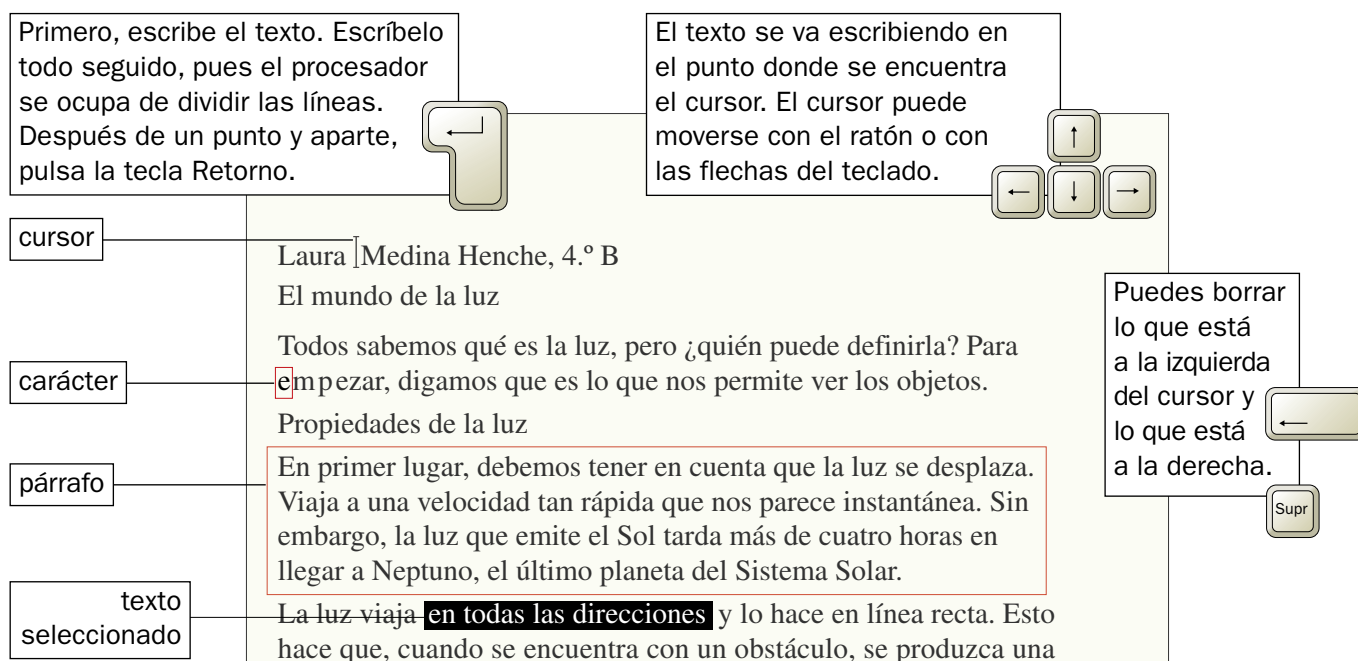 Primero, escribe el texto. Escríbelo
todo seguido, pues el procesador
se ocupa de dividir las líneas.
Después de un punto y aparte,
pulsa la tecla Retorno.
El texto se va escribiendo en
el punto donde se encuentra
el cursor. El cursor puede
moverse con el ratón o con
las flechas del teclado.
cursor
Laura Medina Henche, 4.º B
El mundo de la luz
Todos sabemos qué es la luz, pero ¿quién puede definirla? Para
carácter
empezar, digamos que es lo que nos permite ver los objetos.
Propiedades de la luz
párrafo
En primer lugar, debemos tener en cuenta que la luz se desplaza.
Viaja a una velocidad tan rápida que nos parece instantánea. Sin
embargo, la luz que emite el Sol tarda más de cuatro horas en
llegar a Neptuno, el último planeta del Sistema Solar.
texto
seleccionado
La luz viaja en todas las direcciones y lo hace en línea recta. Esto
hace que, cuando se encuentra con un obstáculo, se produzca una
Puedes borrar
lo que está
a la izquierda
del cursor y
lo que está
a la derecha.
Supr